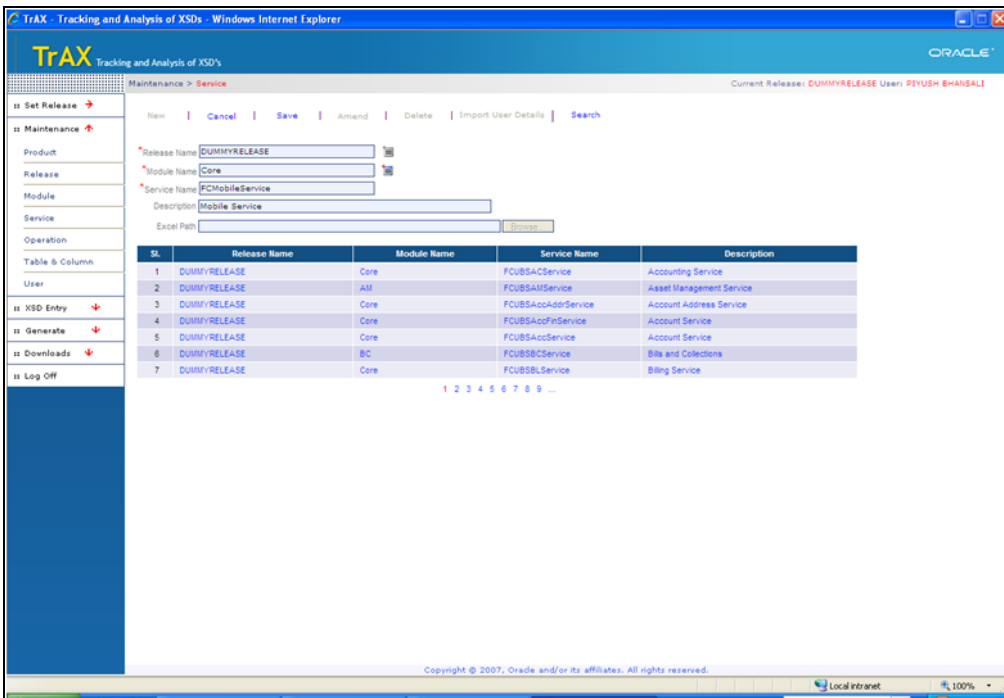 TrAX - Tracking and Analysis of XSDs - Windows Internet Explorer
TrAX Tracking and Analysis of XSD's
ORACLE
Maintenance > Service
Current Release: DUMMYRELEASE User: PIYUSH BHANSALI
:: Set Release
:: Maintenance
Product
Release
Module
Service
Operation
Table & Column
User
:: XSD Entry
:: Generate
:: Downloads
:: Log Off
New | Cancel | Save | Amend | Delete | Import User Details | Search
*Release Name DUMMYRELEASE
*Module Name Core
*Service Name FCMobileService
Description Mobile Service
Excel Path Browse...
SL. Release Name Module Name Service Name Description
1 DUMMYRELEASE Core FCUBSACService Accounting Service
2 DUMMYRELEASE AM FCUBSAMService Asset Management Service
3 DUMMYRELEASE Core FCUBSAccAddrService Account Address Service
4 DUMMYRELEASE Core FCUBSAccFinService Account Service
5 DUMMYRELEASE Core FCUBSAccService Account Service
6 DUMMYRELEASE BC FCUBSBCService Bills and Collections
7 DUMMYRELEASE Core FCUBSBLService Billing Service
1 2 3 4 5 6 7 8 9 ...
Copyright © 2007, Oracle and/or its affiliates. All rights reserved.
Local intranet 100%